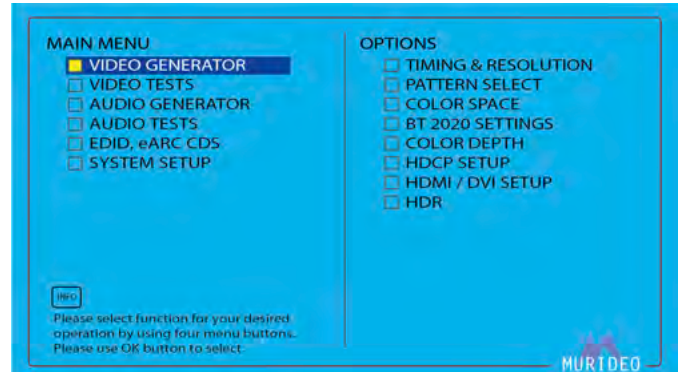 MAIN MENU
VIDEO GENERATOR
VIDEO TESTS
AUDIO GENERATOR
AUDIO TESTS
EDID, eARC CDS
SYSTEM SETUP
OPTIONS
TIMING & RESOLUTION
PATTERN SELECT
COLOR SPACE
BT 2020 SETTINGS
COLOR DEPTH
HDCP SETUP
HDMI / DVI SETUP
HDR
INFO
Please select function for your desired
operation by using four menu buttons.
Please use OK button to select
MURIDEO